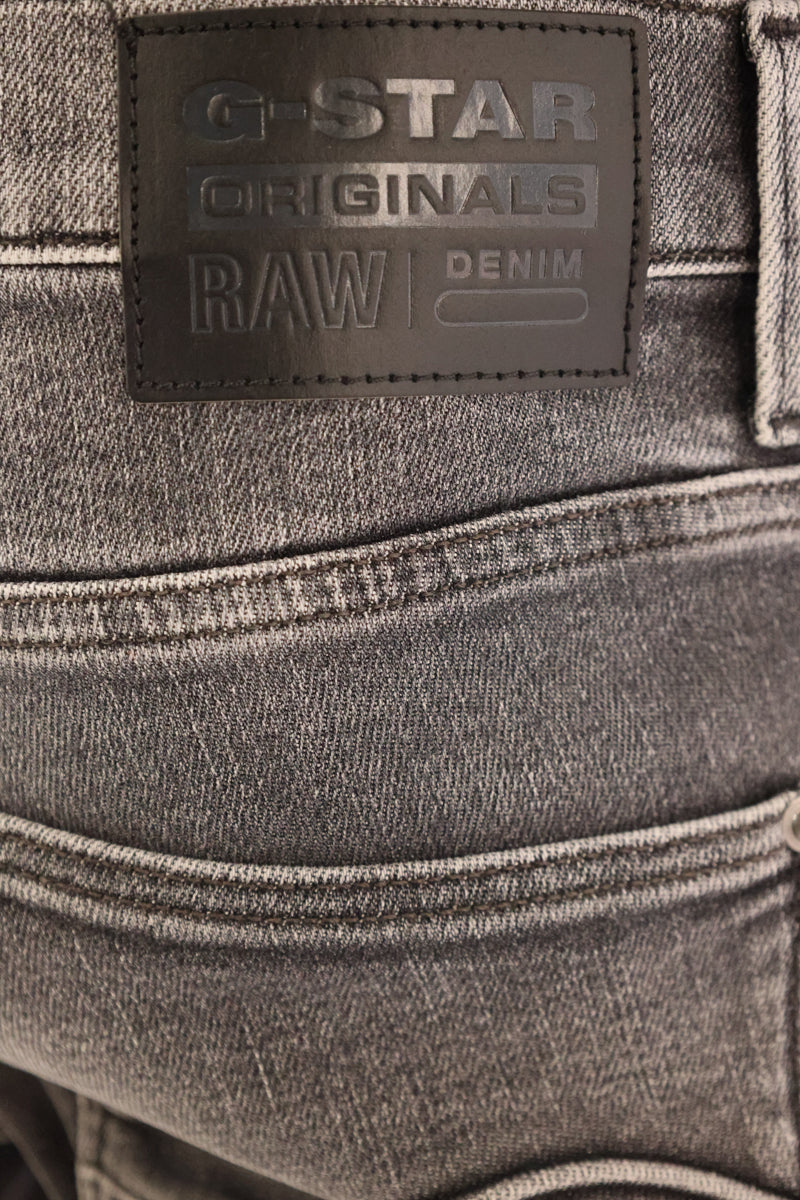 G-STAR
ORIGINALS
RAW | DENIM